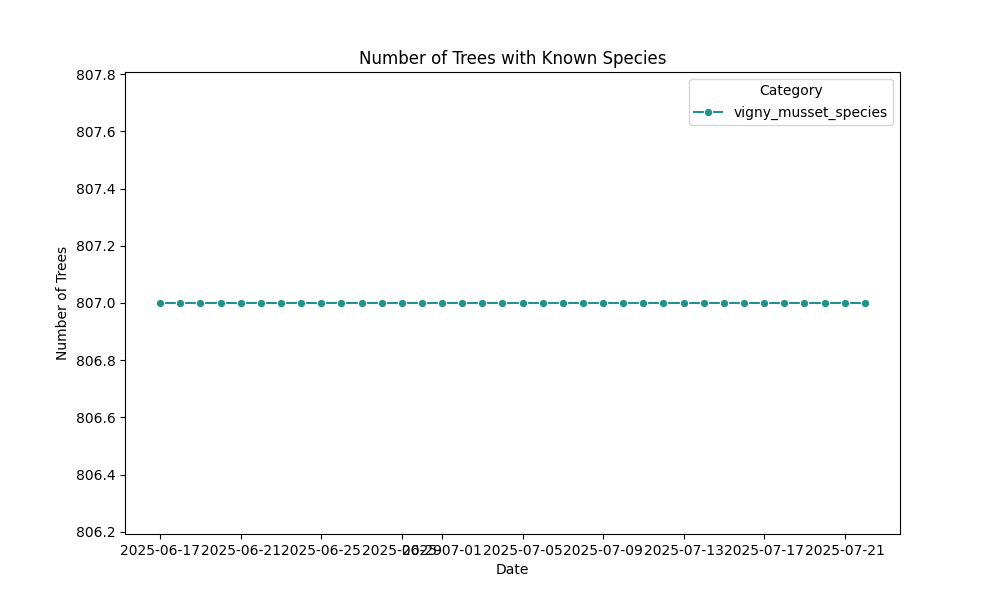 Number of Trees with Known Species
Category
vigny_musset_species
807.8
807.6
807.4
807.2
807.0
806.8
806.6
806.4
806.2
Number of Trees
2025-06-17 2025-06-21 2025-06-25 2025-06-29 2025-07-01 2025-07-05 2025-07-09 2025-07-13 2025-07-17 2025-07-21
Date